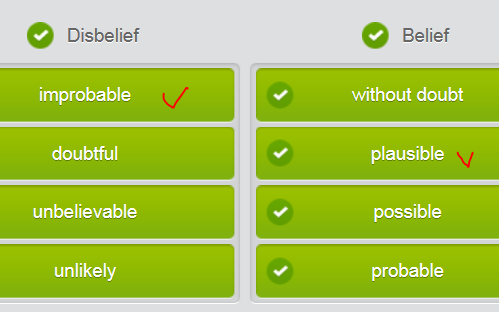 Disbelief
improbable
doubtful
unbelievable
unlikely
Belief
without doubt
plausible
possible
probable